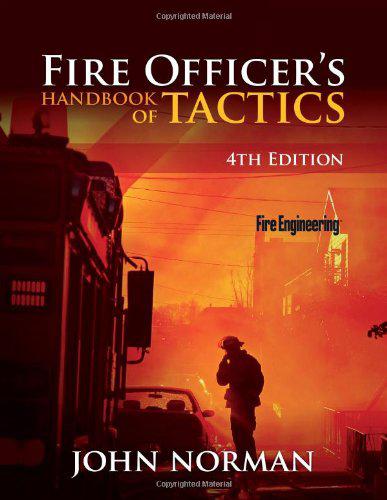 Copyrighted Material
FIRE OFFICER'S
HANDBOOK
OF TACTICS
4TH EDITION
Fire Engineering
JOHN NORMAN
Copyrighted Material